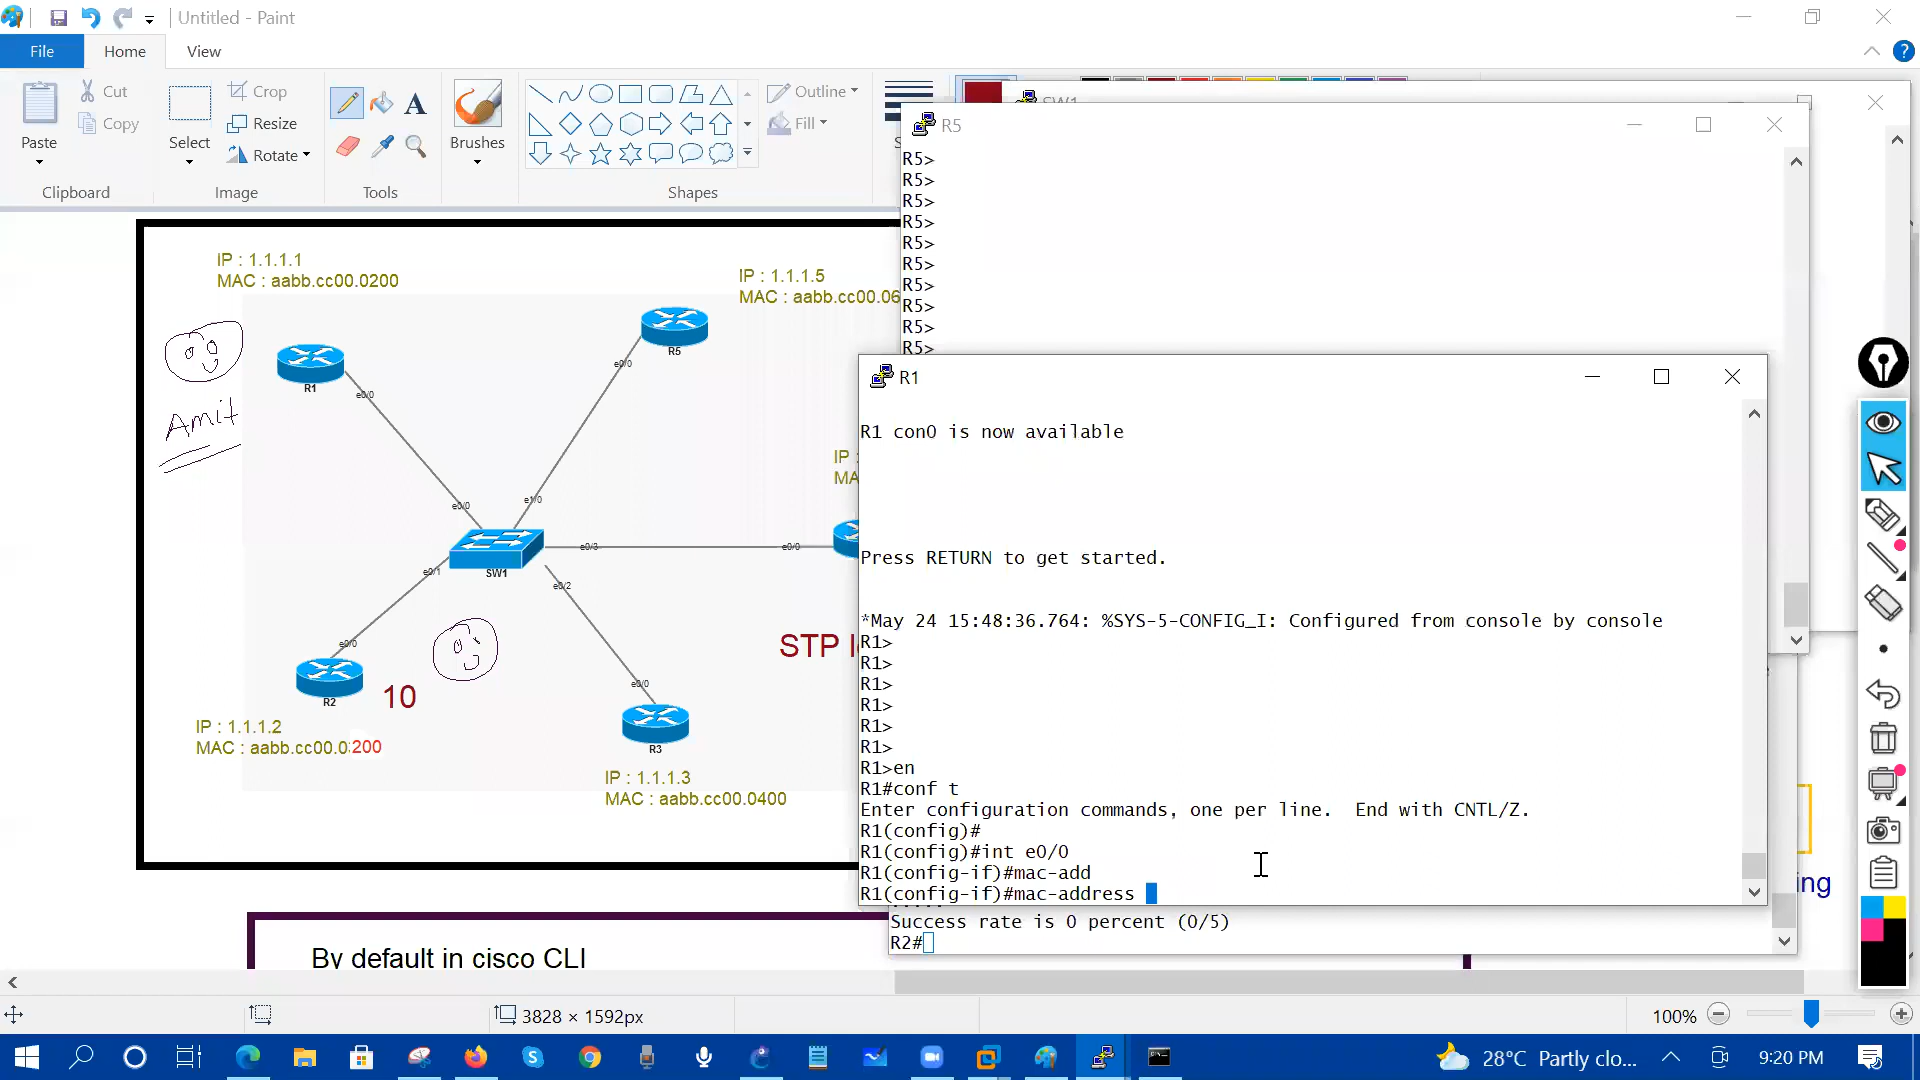 Untitled - Paint
File
Home
View
Paste
Cut
Copy
Clipboard
Select
Crop
Resize
Rotate
Image
Tools
Brushes
Shapes
Outline
Fill
SW1
R5
R5>
R5>
R5>
R5>
R5>
R5>
R5>
R5>
R5>
R5>
IP : 1.1.1.1
MAC : aabb.cc00.0200
IP : 1.1.1.5
MAC : aabb.cc00.06
R5
R1
e0/0
e0/0
Amit
e0/0
e1/0
IP :
MA
e0/3
e0/0
SW1
e0/1
e0/2
e0/0
R2
10
IP : 1.1.1.2
MAC : aabb.cc00.0200
e0/0
R3
IP : 1.1.1.3
MAC : aabb.cc00.0400
STP
R1
R1 con0 is now available
Press RETURN to get started.
*May 24 15:48:36.764: %SYS-5-CONFIG_I: Configured from console by console
R1>
R1>
R1>
R1>
R1>
R1>
R1>en
R1#conf t
Enter configuration commands, one per line.  End with CNTL/Z.
R1(config)#
R1(config)#int e0/0
R1(config-if)#mac-add
R1(config-if)#mac-address
Success rate is 0 percent (0/5)
R2#
ing
By default in cisco CLI
3828 × 1592px
100%
28°C Partly clo...
9:20 PM